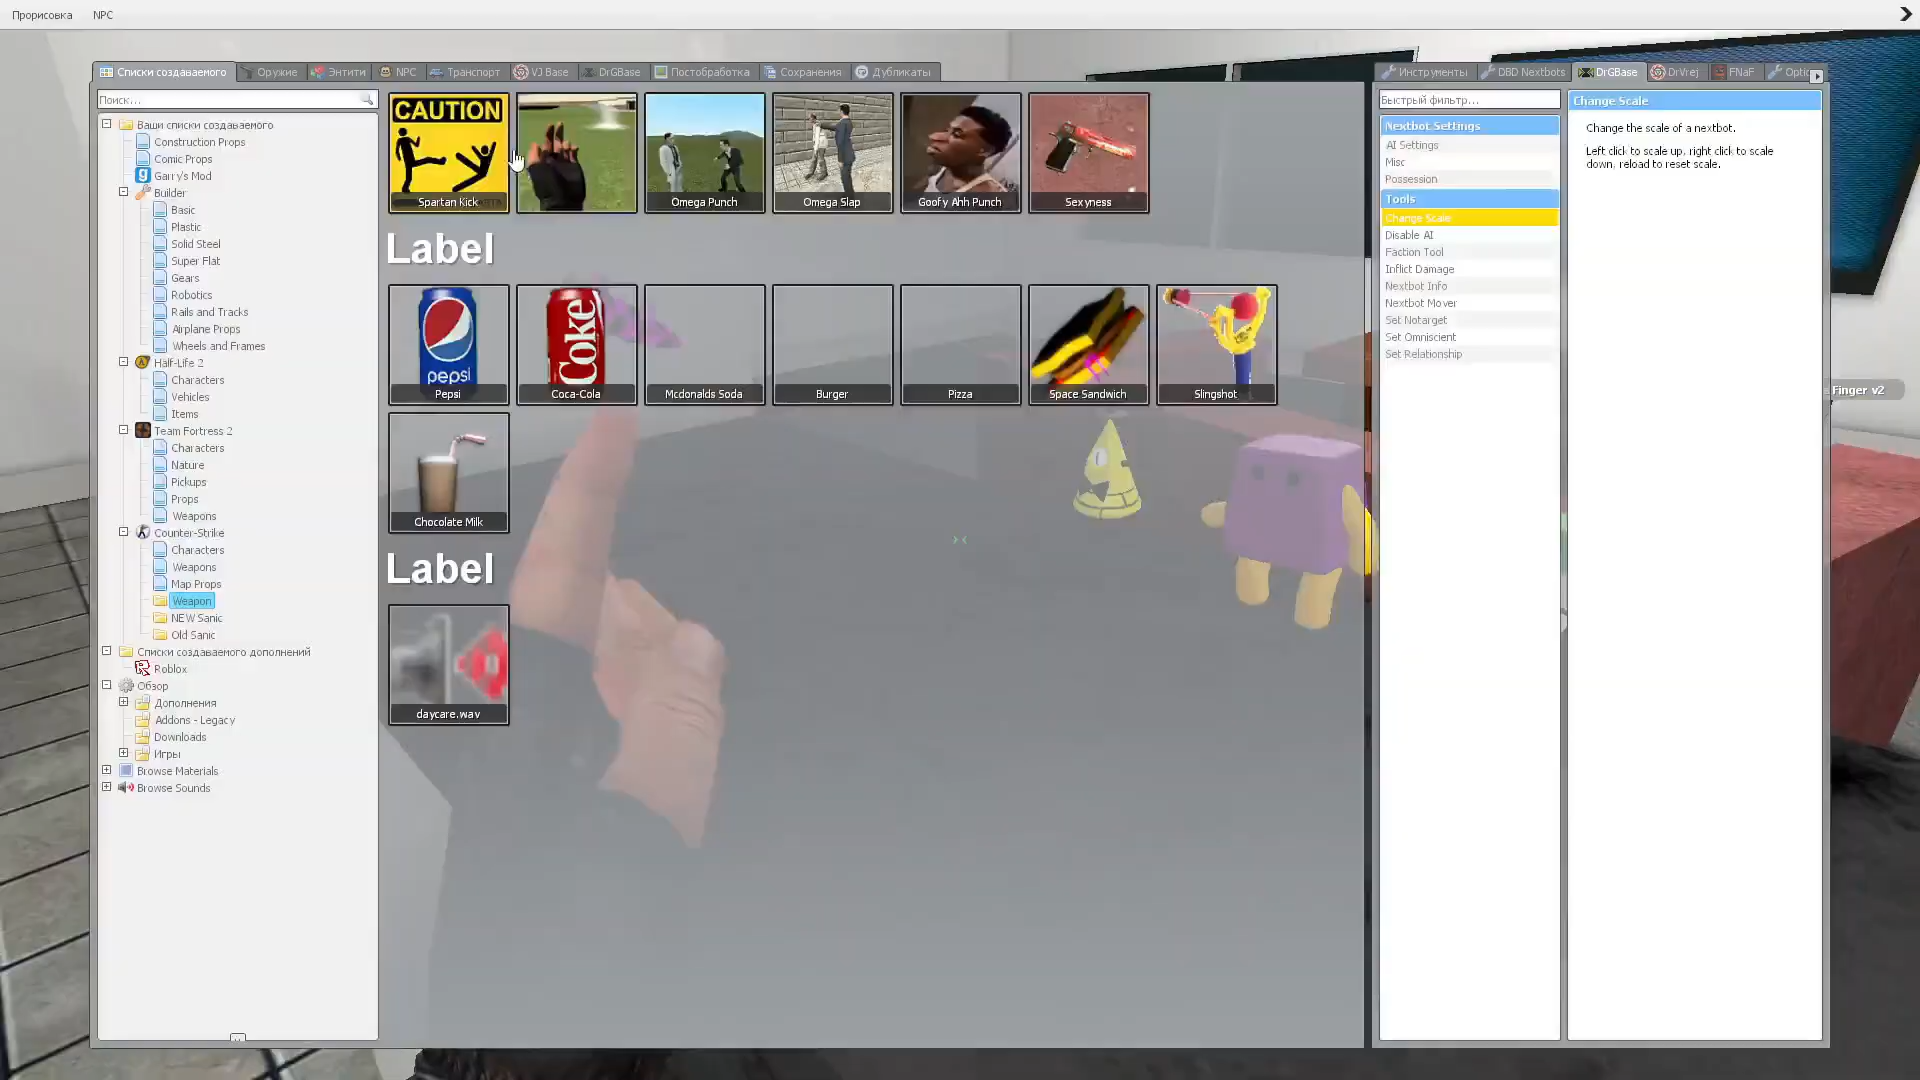 Прорисовка
NPC
Списки создаваемого
Оружие
Энтити
NPC
Транспорт
VJ Base
DrGBase
Постобработка
Сохранения
Дубликаты
Инструменты
DBD Nextbots
DrGBase
DrVrej
FNaF
Optic
Поиск...
Ваши списки создаваемого
Construction Props
Comic Props
Garry's Mod
Builder
Basic
Plastic
Solid Steel
Super Flat
Gears
Robotics
Rails and Tracks
Airplane Props
Wheels and Frames
Half-Life 2
Characters
Vehicles
Items
Team Fortress 2
Characters
Nature
Pickups
Props
Weapons
Counter-Strike
Characters
Weapons
Map Props
Weapon
NEW Sanic
Old Sanic
Списки создаваемого дополнений
Roblox
Обзор
Дополнения
Addons - Legacy
Downloads
Игры
Browse Materials
Browse Sounds
CAUTION
Spartan Kick
Omega Punch
Omega Slap
Goofy Ahh Punch
Sexyness
Label
pepsi
Pepsi
Coke
Coca-Cola
Mcdonalds Soda
Burger
Pizza
Space Sandwich
Slingshot
Chocolate Milk
Label
daycare.wav
Быстрый фильтр...
Nextbot Settings
AI Settings
Misc
Possession
Tools
Change Scale
Disable AI
Faction Tool
Inflict Damage
Nextbot Info
Nextbot Mover
Set Notarget
Set Omniscient
Set Relationship
Change Scale
Change the scale of a nextbot.
Left click to scale up, right click to scale
down, reload to reset scale.
Finger v2